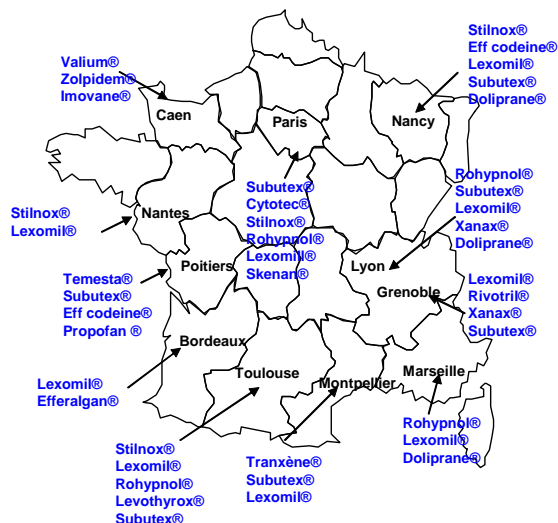 Valium®
Zolpidem®
Imovane®
Caen
Stilnox®
Eff codeine®
Lexomil®
Subutex®
Doliprane®
Nancy
Paris
Subutex®
Cytotec®
Stilnox®
Rohypnol®
Lexomil®
Skenan®
Rohypnol®
Subutex®
Lexomil®
Xanax®
Doliprane®
Stilnox®
Lexomil®
Nantes
Temesta®
Subutex®
Eff codeine®
Propofan ®
Poitiers
Lyon
Grenoble
Lexomil®
Rivotril®
Xanax®
Subutex®
Bordeaux
Lexomil®
Efferalgan®
Toulouse
Montpellier
Marseille
Rohypnol®
Lexomil®
Doliprane®
Stilnox®
Lexomil®
Rohypnol®
Levothyrox®
Subutex®
Tranxène®
Subutex®
Lexomil®